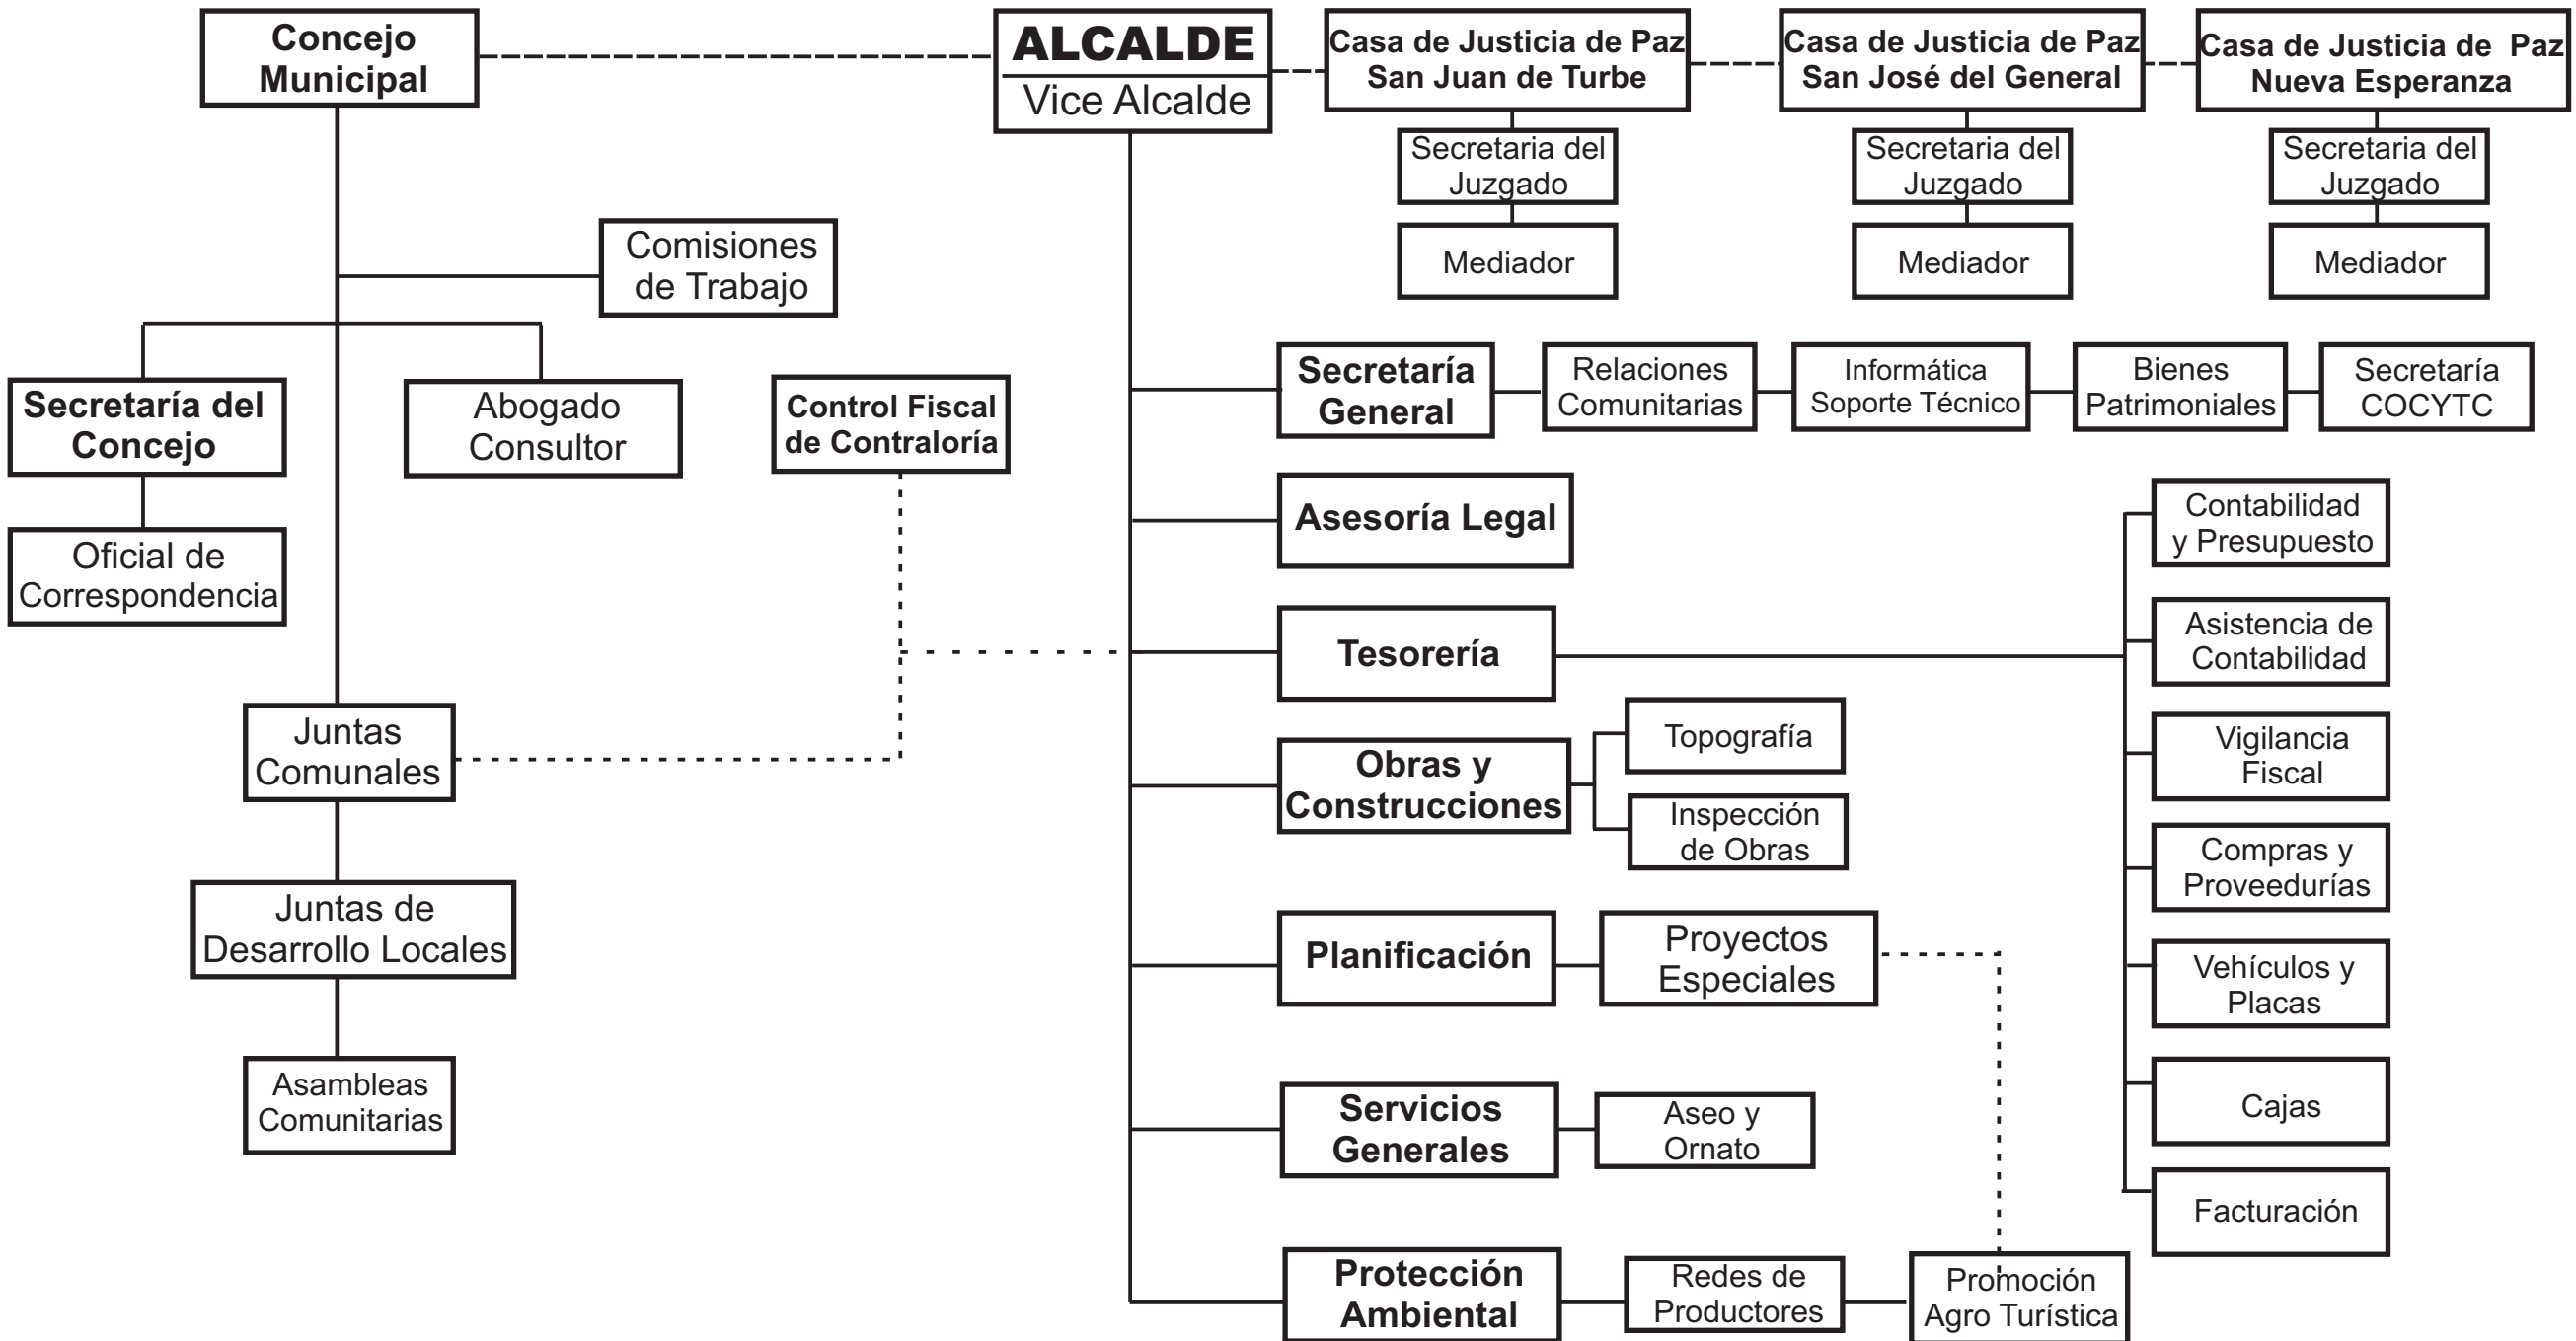 Concejo
Municipal
ALCALDE
Vice Alcalde
Casa de Justicia de Paz
San Juan de Turbe
Casa de Justicia de Paz
San José del General
Casa de Justicia de Paz
Nueva Esperanza
Secretaria del
Juzgado
Secretaria del
Juzgado
Secretaria del
Juzgado
Mediador
Mediador
Mediador
Comisiones
de Trabajo
Secretaría del
Concejo
Abogado
Consultor
Control Fiscal
de Contraloría
Oficial de
Correspondencia
Juntas
Comunales
Juntas de
Desarrollo Locales
Asambleas
Comunitarias
Secretaría
General
Relaciones
Comunitarias
Informática
Soporte Técnico
Bienes
Patrimoniales
Secretaría
COCYTC
Asesoría Legal
Tesorería
Contabilidad
y Presupuesto
Asistencia de
Contabilidad
Vigilancia
Fiscal
Compras y
Proveedurías
Vehículos y
Placas
Cajas
Facturación
Obras y
Construcciones
Topografía
Inspección
de Obras
Planificación
Proyectos
Especiales
Servicios
Generales
Aseo y
Ornato
Protección
Ambiental
Redes de
Productores
Promoción
Agro Turística